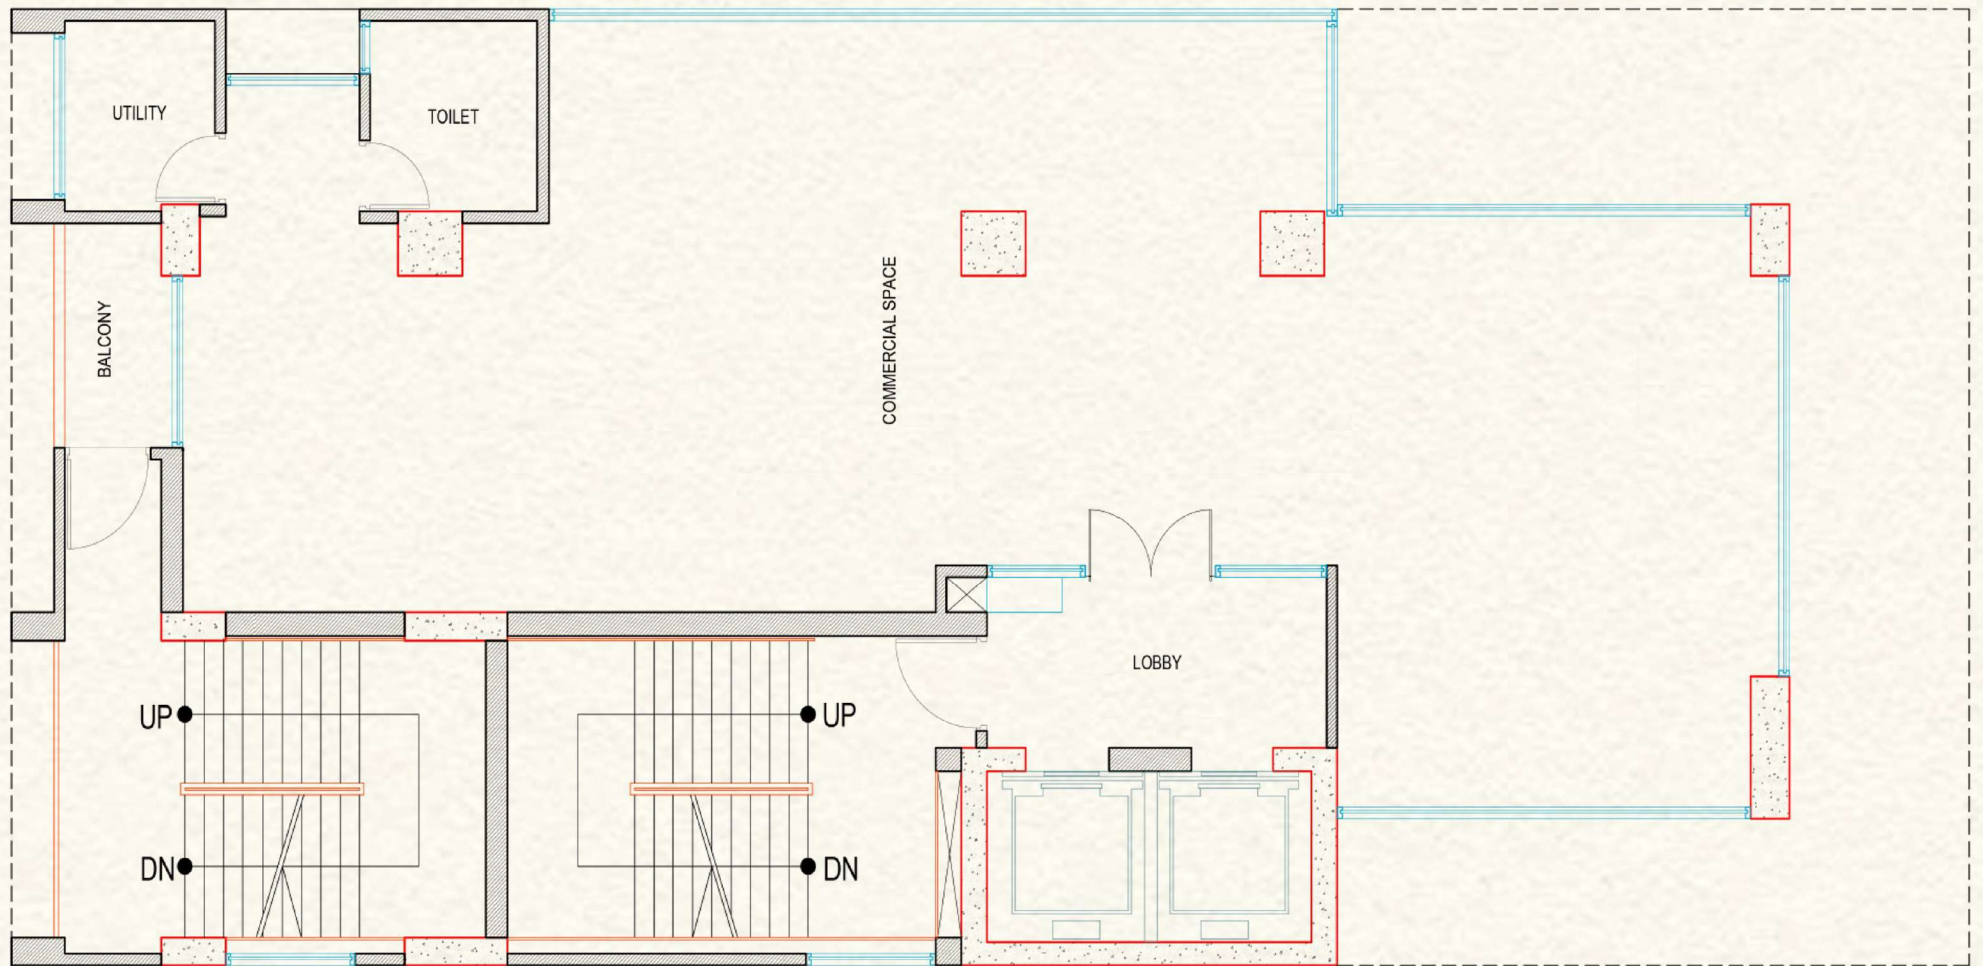 UTILITY
TOILET
BALCONY
COMMERCIAL SPACE
LOBBY
UP
UP
DN
DN